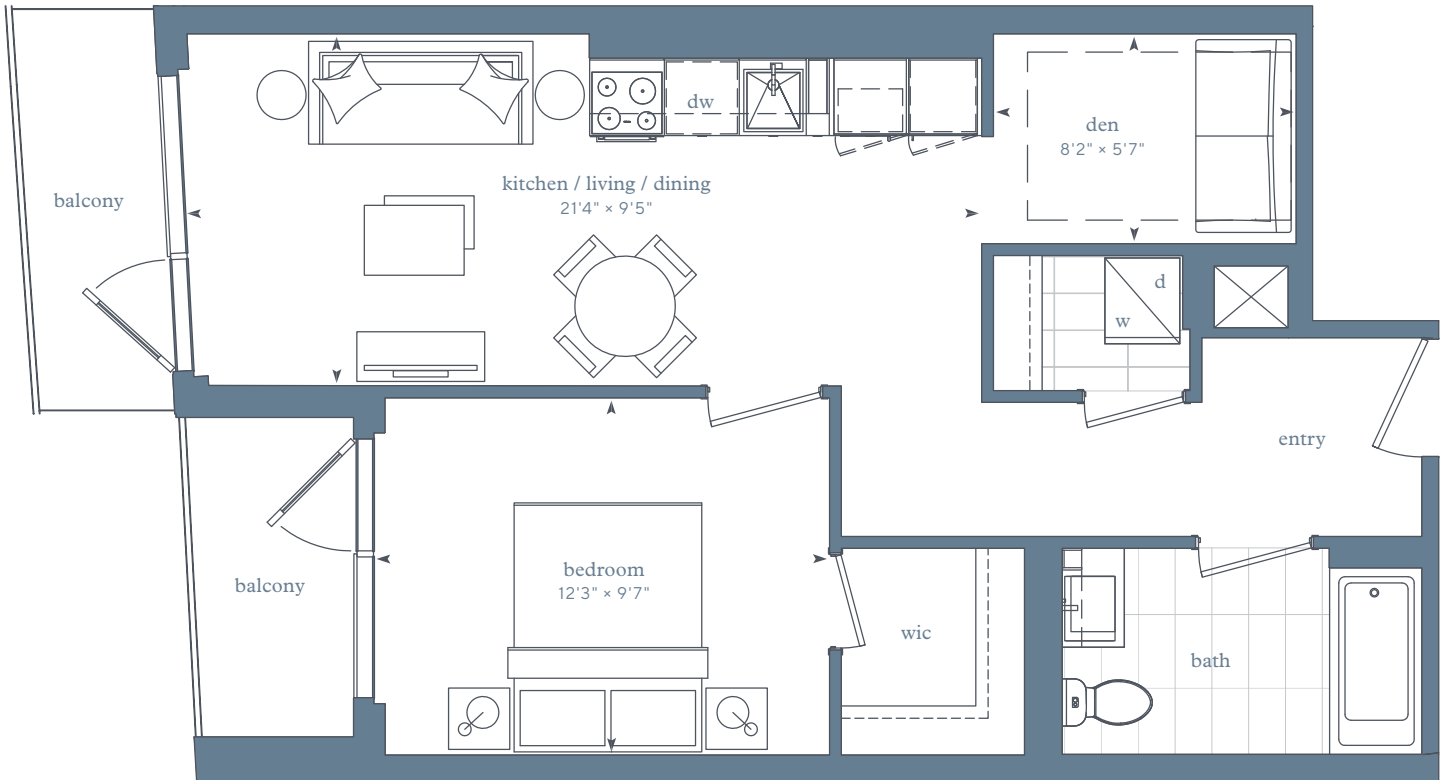 dw
den
8'2" × 5'7"
kitchen / living / dining
21'4" × 9'5"
balcony
d
w
entry
bedroom
12'3" × 9'7"
balcony
wic
bath